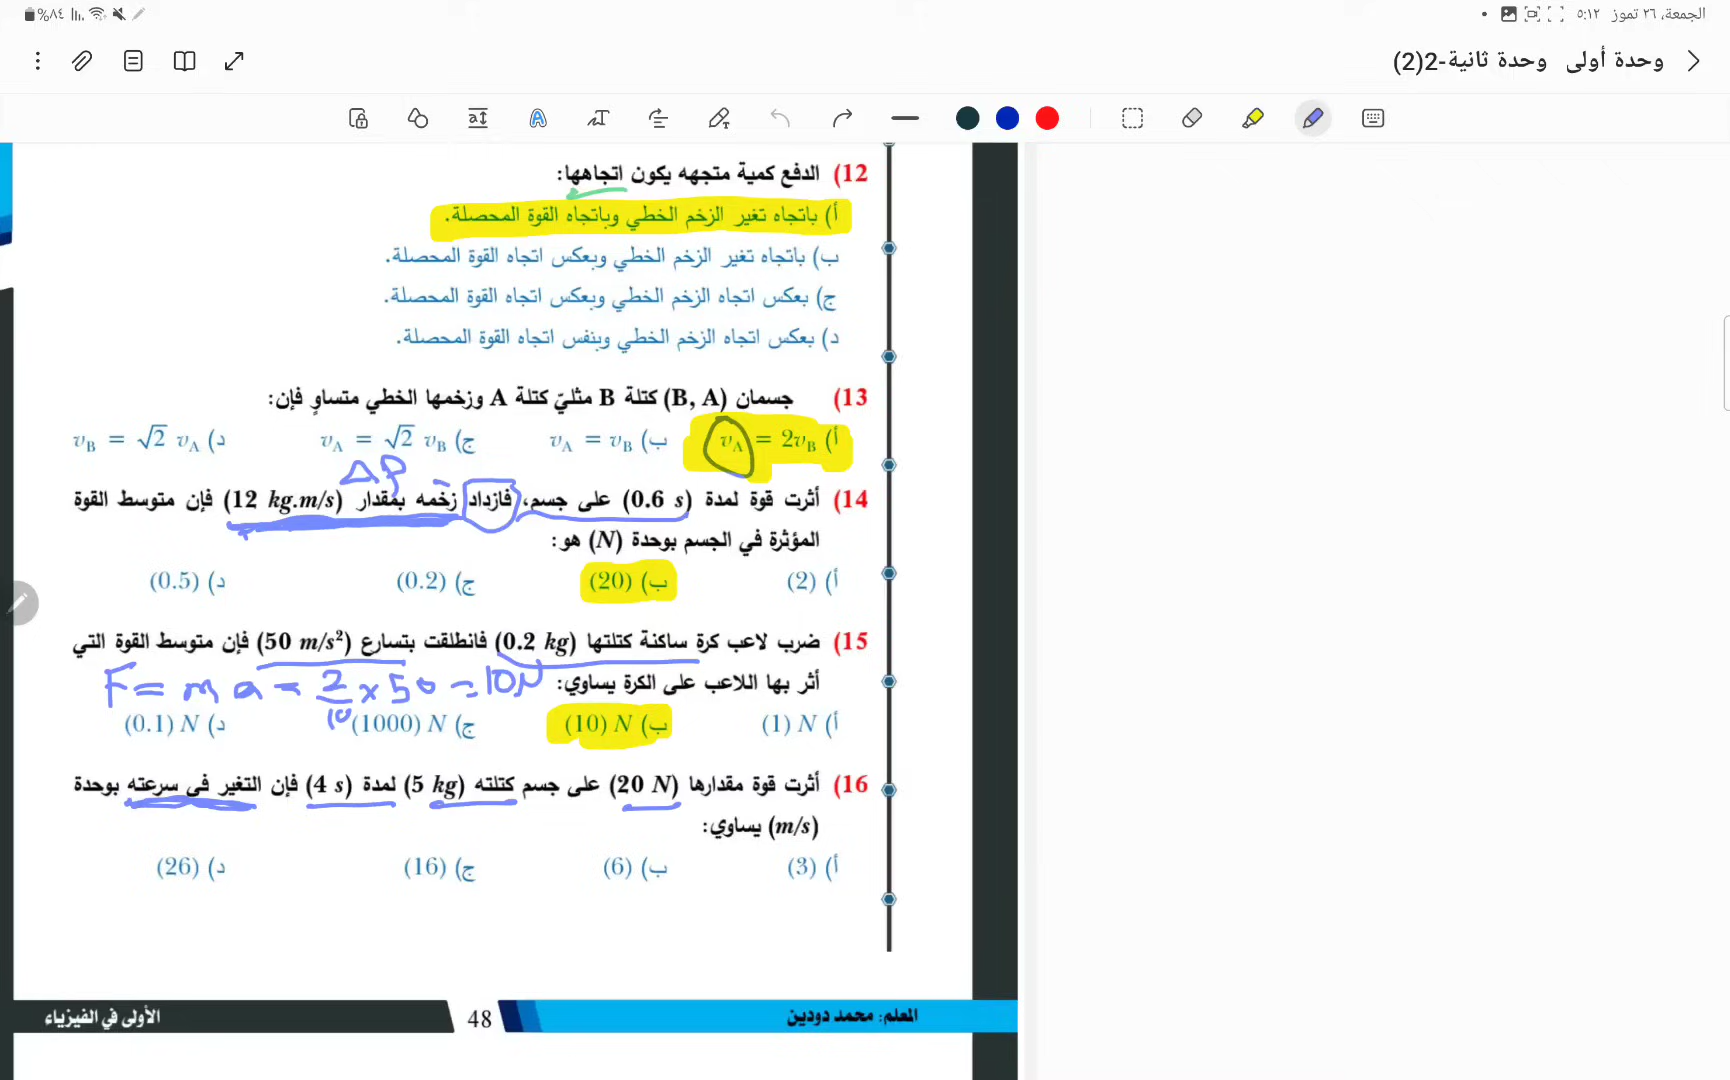 الجمعة، ٢٦ تموز ٥:١٢
٨٤%
وحدة أولى وحدة ثانية-2(2)
12) الدفع كمية متجهه يكون اتجاهها:
أ) باتجاه تغير الزخم الخطي وباتجاه القوة المحصلة.
ب) باتجاه تغير الزخم الخطي وبعكس اتجاه القوة المحصلة.
ج) بعكس اتجاه الزخم الخطي وبعكس اتجاه القوة المحصلة.
د) بعكس اتجاه الزخم الخطي وبنفس اتجاه القوة المحصلة.
13) جسمان (B, A) كتلة B مثليّ كتلة A وزخمها الخطي متساوٍ فإن:
أ) vA = 2vB ب) vA = vB ج) vA = √2 vB د) vB = √2 vA
ΔP
14) أثرت قوة لمدة (0.6 s) على جسم، فازداد زخمه بمقدار (12 kg.m/s) فإن متوسط القوة
المؤثرة في الجسم بوحدة (N) هو:
أ) (2) ب) (20) ج) (0.2) د) (0.5)
15) ضرب لاعب كرة ساكنة كتلتها (0.2 kg) فانطلقت بتسارع (50 m/s²) فإن متوسط القوة التي
أثر بها اللاعب على الكرة يساوي:
F = m a = 2/10 × 50 = 10N
أ) (1) N ب) (10) N ج) (1000) N د) (0.1) N
16) أثرت قوة مقدارها (20 N) على جسم كتلته (5 kg) لمدة (4 s) فإن التغير في سرعته بوحدة
(m/s) يساوي:
أ) (3) ب) (6) ج) (16) د) (26)
المعلم: محمد دودين
48
الأولى في الفيزياء